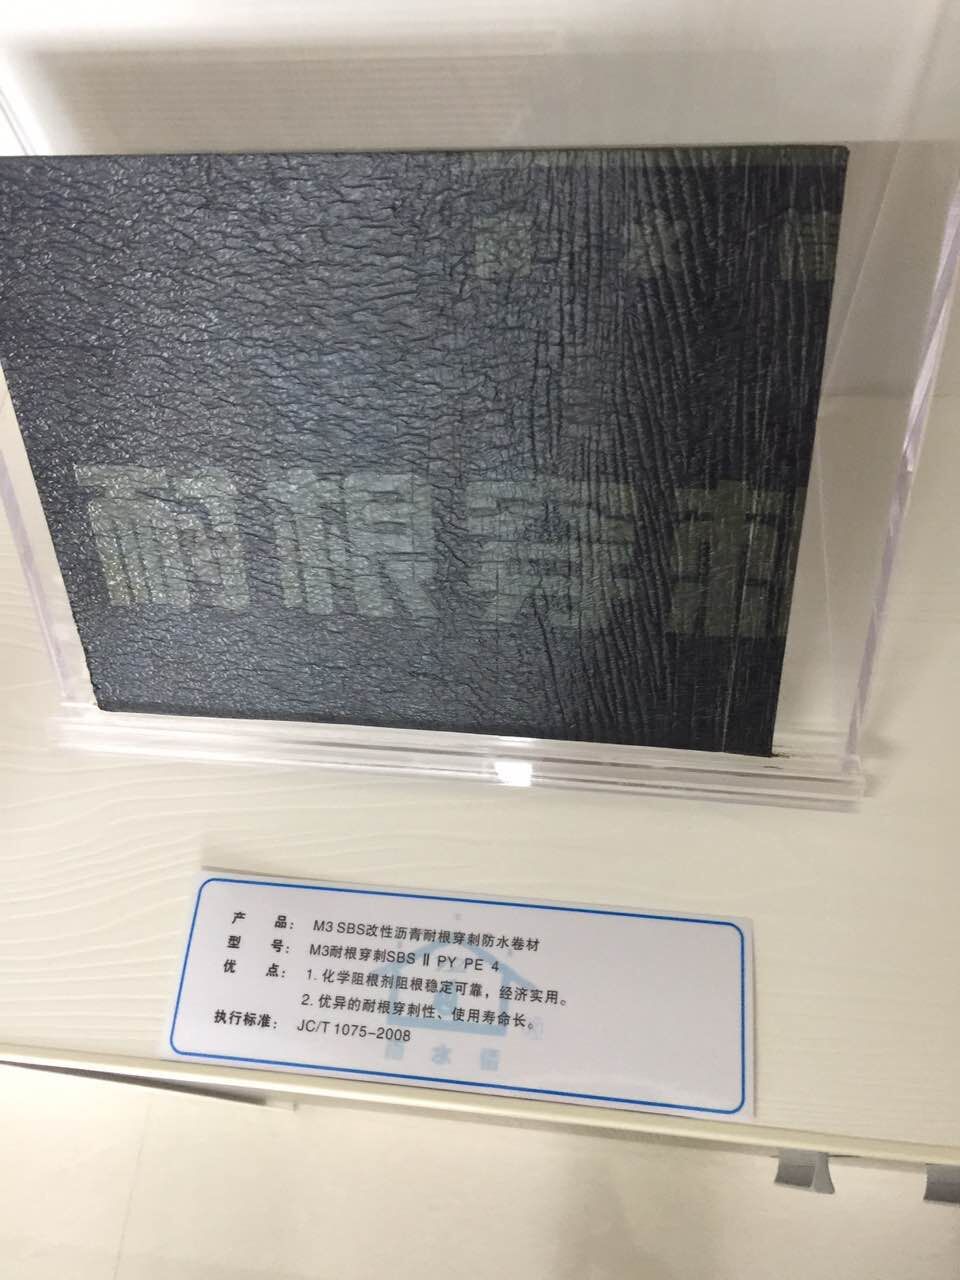 耐根穿刺
产 品： M3 SBS改性沥青耐根穿刺防水卷材
型 号： M3耐根穿刺SBS Ⅱ PY PE 4
优 点： 1. 化学阻根剂阻根稳定可靠，经济实用。
2. 优异的耐根穿刺性、使用寿命长。
执行标准： JC/T 1075-2008